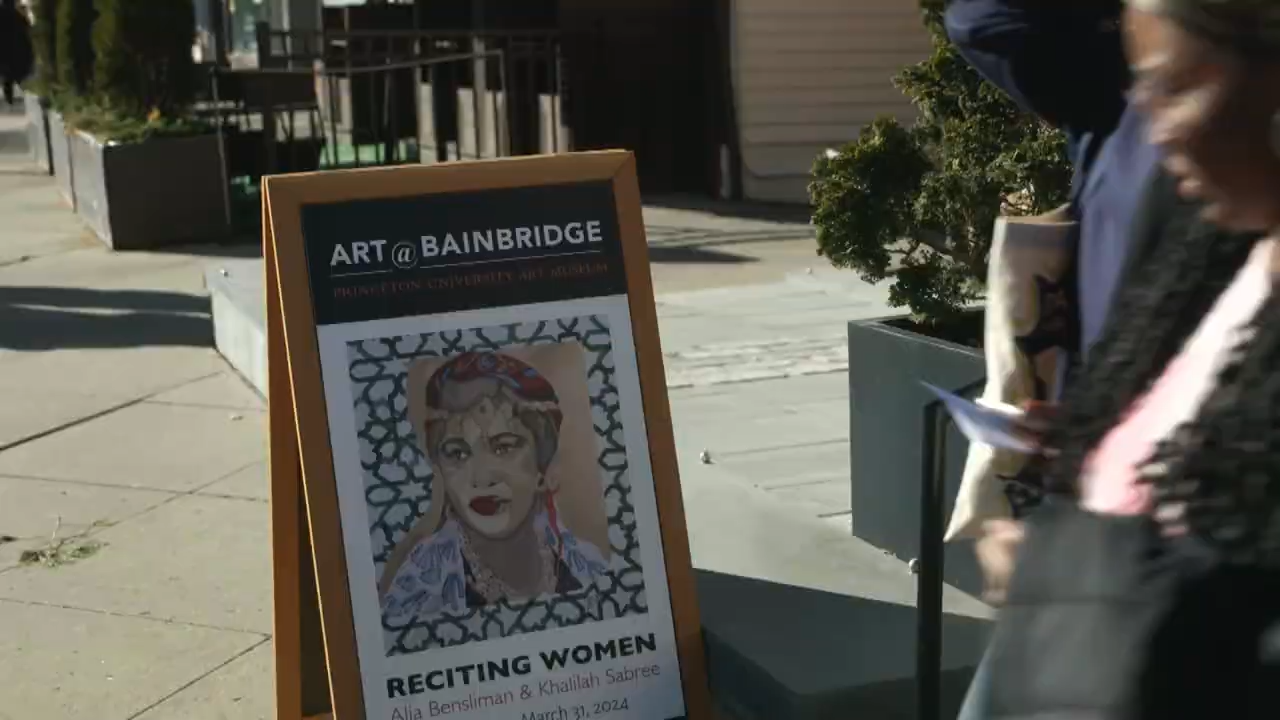 ART@BAINBRIDGE
PRINCETON UNIVERSITY ART MUSEUM
RECITING WOMEN
Alia Bensliman & Khalilah Sabree
March 31, 2024